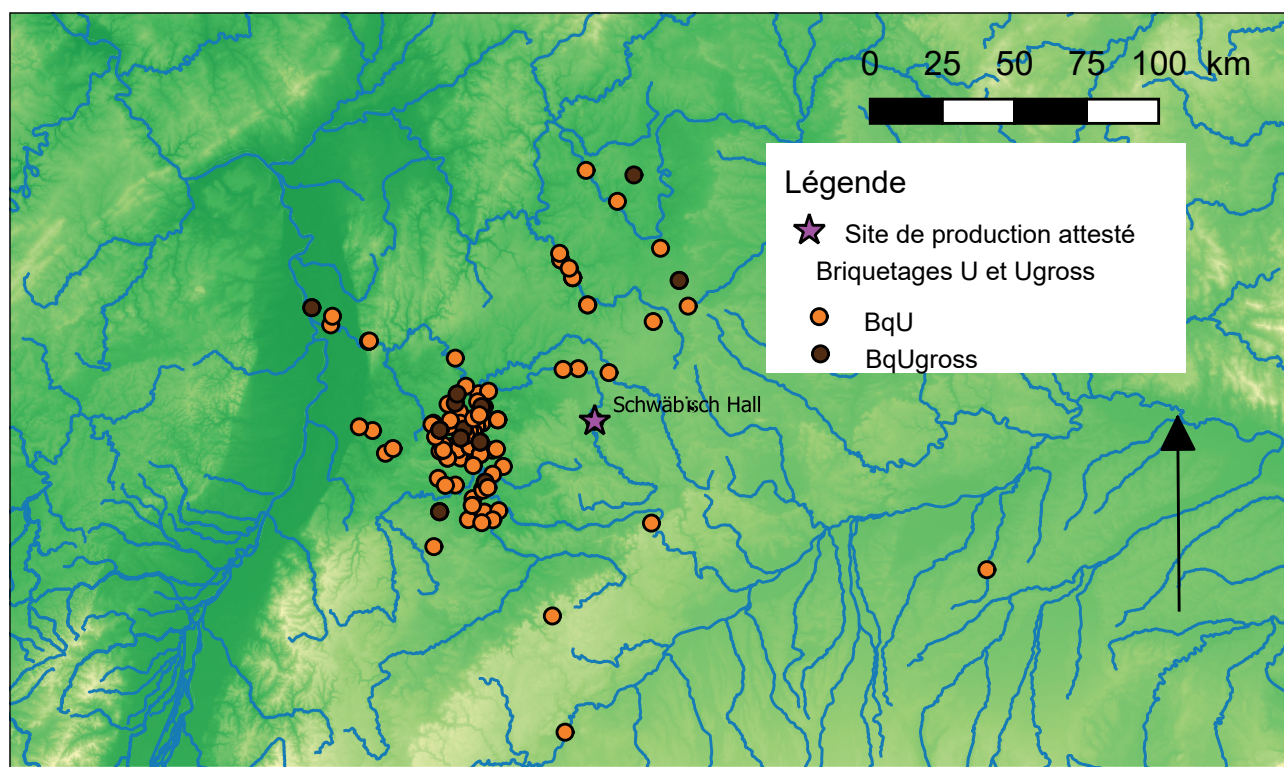 0 25 50 75 100 km
Légende
Site de production attesté
Briquetages U et Ugross
BqU
BqUgross
Schwäbisch Hall